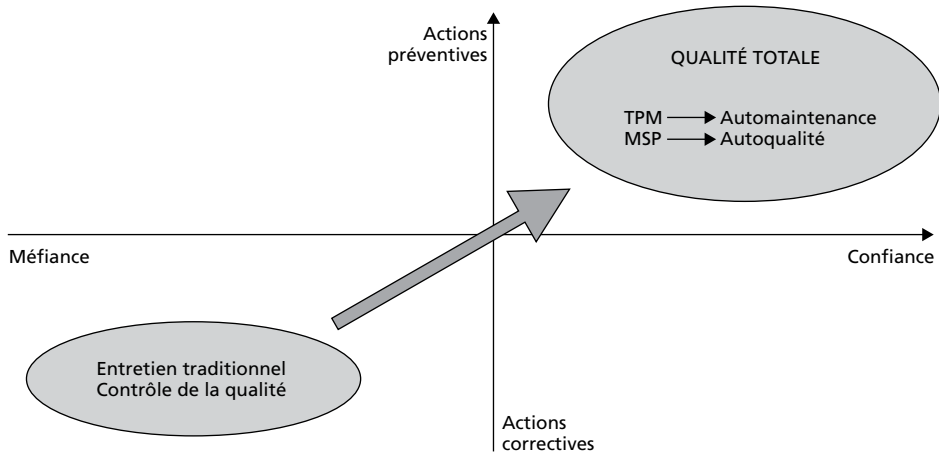 Actions
préventives
QUALITÉ TOTALE
TPM Automaintenance
MSP Autoqualité
Méfiance
Confiance
Entretien traditionnel
Contrôle de la qualité
Actions
correctives